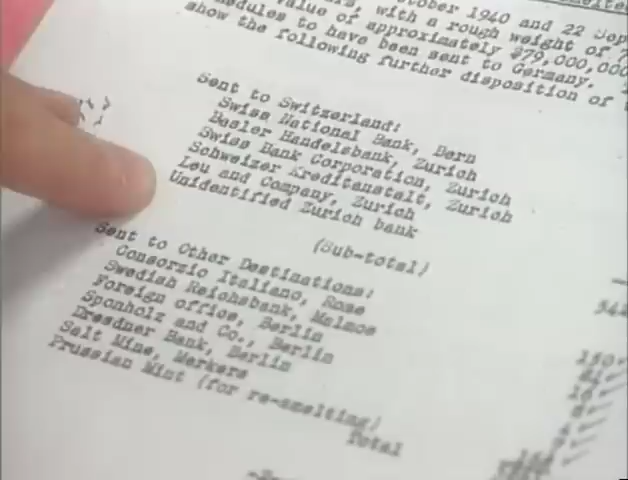 October 1940 and 22 Sep
with a rough weight of
value of approximately $79,000,000
to have been sent to Germany.
show the following further disposition of
Sent to Switzerland:
Swiss National Bank, Bern
Basler Handelsbank, Zurich
Swiss Bank Corporation, Zurich
Schweizer Kreditanstalt, Zurich
Leu and Company, Zurich
Unidentified Zurich bank
(Sub-total)
Sent to Other Destinations:
Consorzio Italiano, Rome
Swedish Reichsbank, Malmoe
Foreign office, Berlin
Sponholz and Co., Berlin
Dresdner Bank, Berlin
Salt Mine, Merkers
Prussian Mint (for re-smelting)
Total